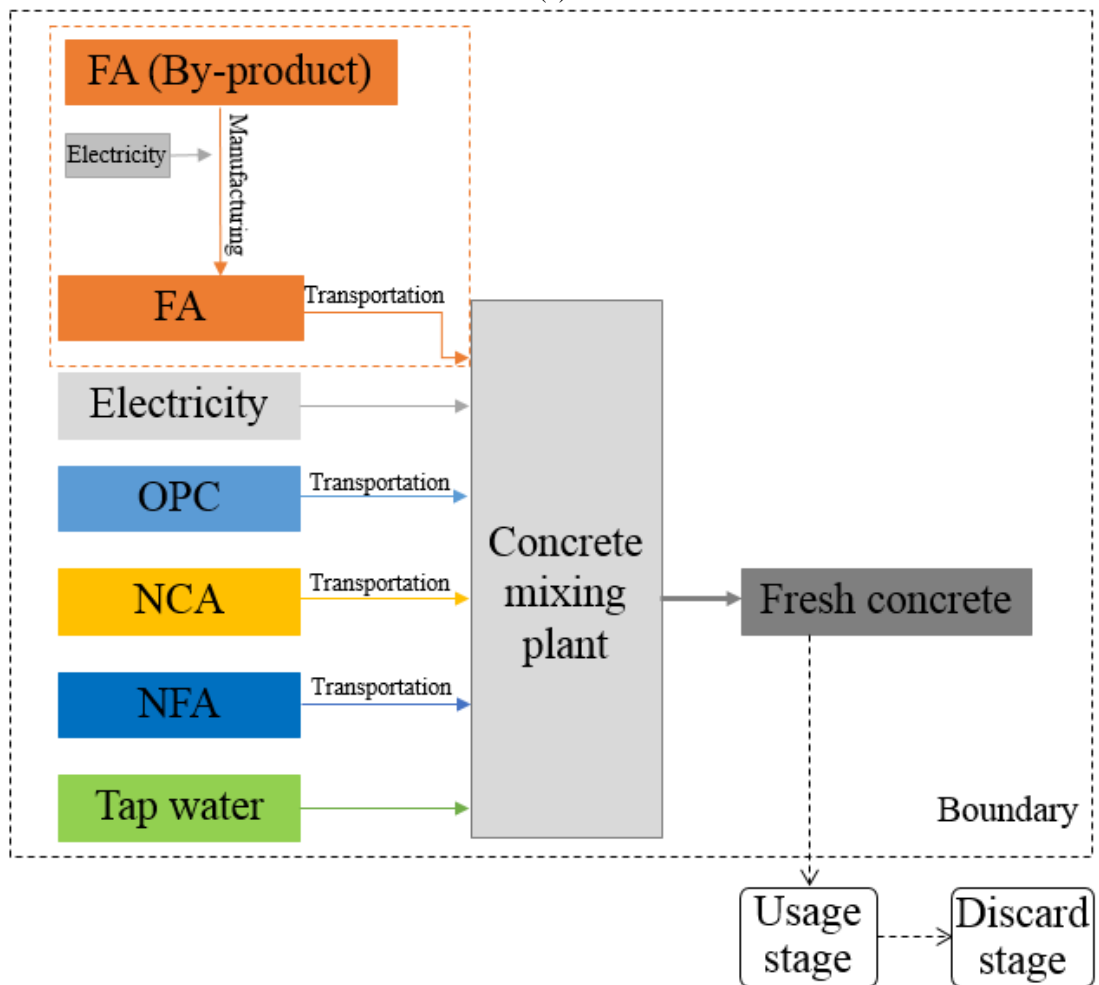 FA (By-product)
Electricity
Manufacturing
FA
Transportation
Electricity
OPC
Transportation
NCA
Transportation
NFA
Transportation
Tap water
Concrete
mixing
plant
Fresh concrete
Boundary
Usage
stage
Discard
stage